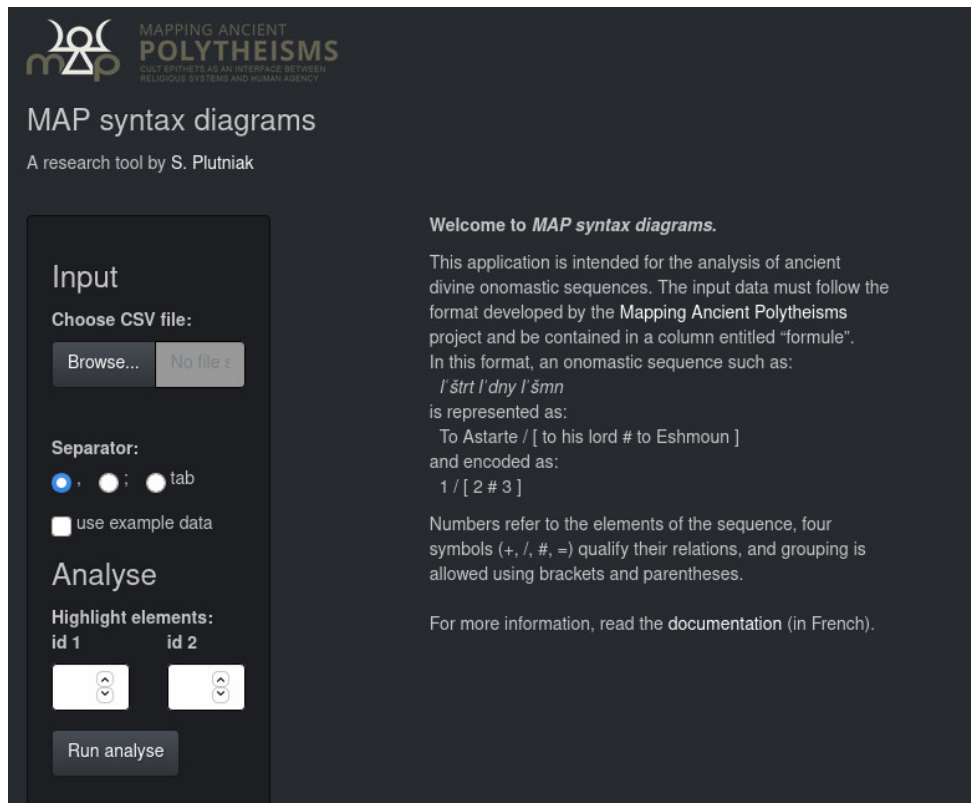 map
MAPPING ANCIENT
POLYTHEISMS
CULT EPITHETS AS AN INTERFACE BETWEEN
RELIGIOUS SYSTEMS AND HUMAN AGENCY
MAP syntax diagrams
A research tool by S. Plutniak
Input
Choose CSV file:
Browse... No file s
Separator:
, ; tab
use example data
Analyse
Highlight elements:
id 1 id 2
Run analyse
Welcome to MAP syntax diagrams.
This application is intended for the analysis of ancient
divine onomastic sequences. The input data must follow the
format developed by the Mapping Ancient Polytheisms
project and be contained in a column entitled “formule”.
In this format, an onomastic sequence such as:
lʿštrt lʾdny lʾšmn
is represented as:
To Astarte / [ to his lord # to Eshmoun ]
and encoded as:
1 / [ 2 # 3 ]
Numbers refer to the elements of the sequence, four
symbols (+, /, #, =) qualify their relations, and grouping is
allowed using brackets and parentheses.
For more information, read the documentation (in French).